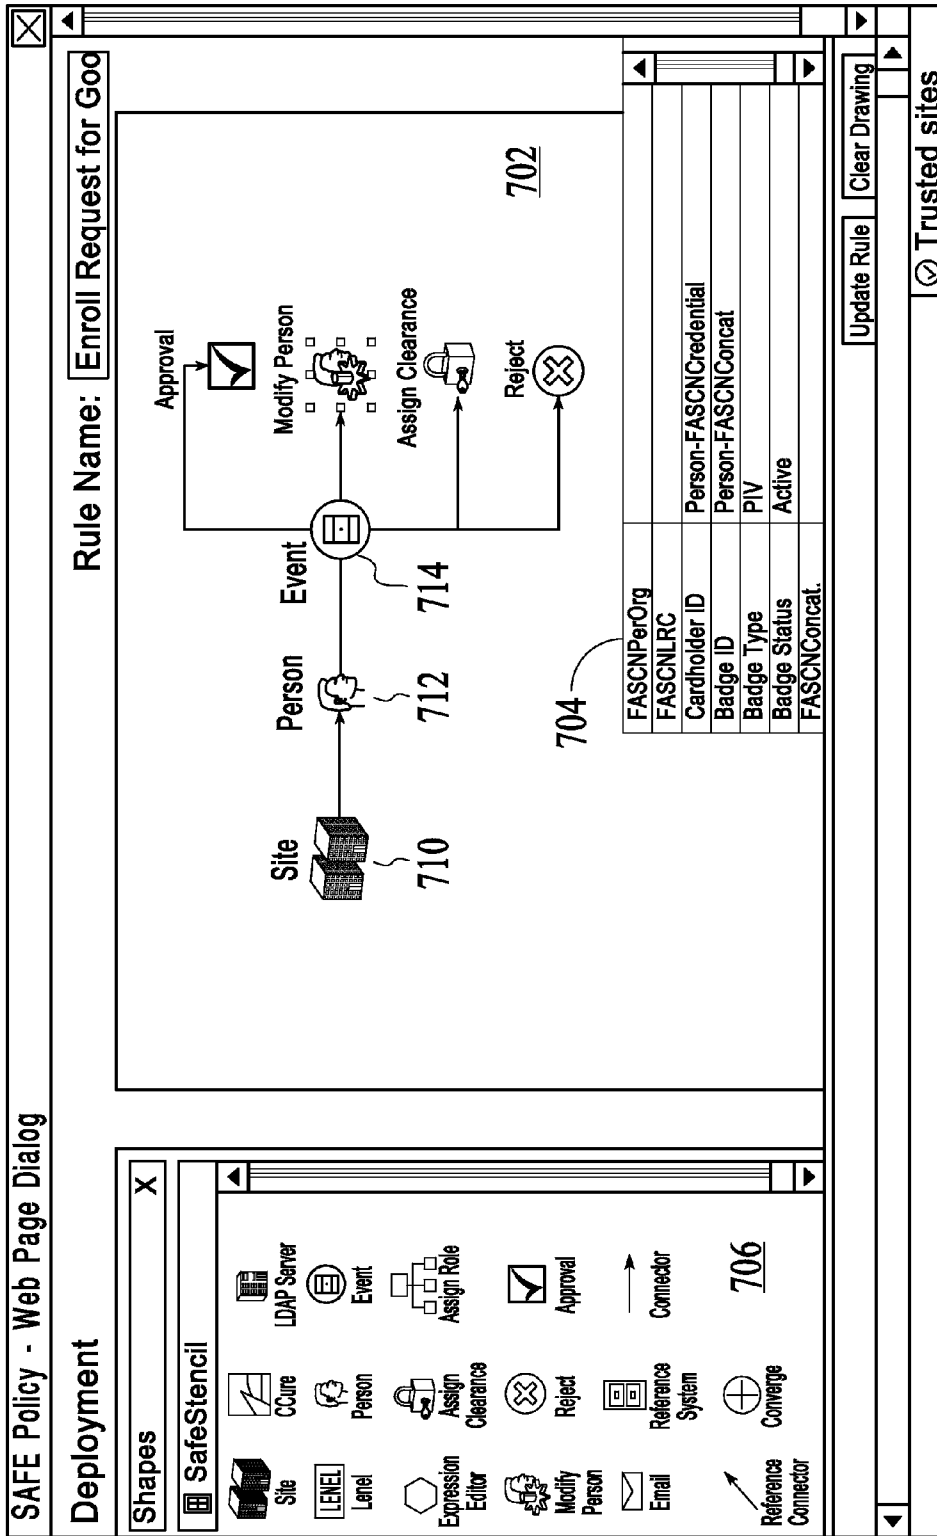 SAFE Policy - Web Page Dialog
Deployment
Rule Name: Enroll Request for Goo
Shapes X
SafeStencil
Site
CCure
LDAP Server
LENEL
Lenel
Person
Event
Expression
Editor
Assign
Clearance
Assign Role
Modify
Person
Reject
Approval
Email
Reference
System
Connector
Reference
Connector
Converge
706
Site
710
Person
712
Event
714
Approval
Modify Person
Assign Clearance
Reject
702
704
FASCNPerOrg
FASCNLRC
Cardholder ID Person-FASCNCredential
Badge ID Person-FASCNConcat
Badge Type PIV
Badge Status Active
FASCNConcat.
Update Rule Clear Drawing
Trusted sites